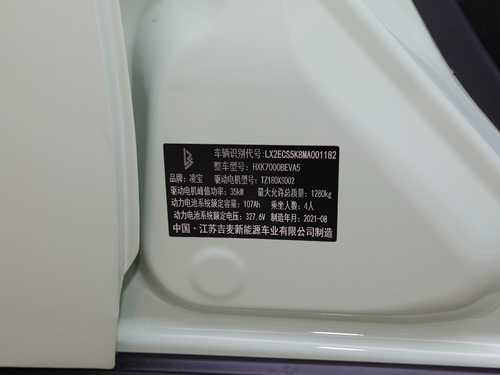 车辆识别代号:LX2ECS5K8MA001182
整车型号: HXK7000BEVA5
品牌: 凌宝 驱动电机型号: TZ180XS002
驱动电机峰值功率: 35kW 最大允许总质量: 1280kg
动力电池系统额定容量: 107Ah 乘坐人数: 4人
动力电池系统额定电压: 327.6V 制造年月: 2021-08
中国·江苏吉麦新能源车业有限公司制造